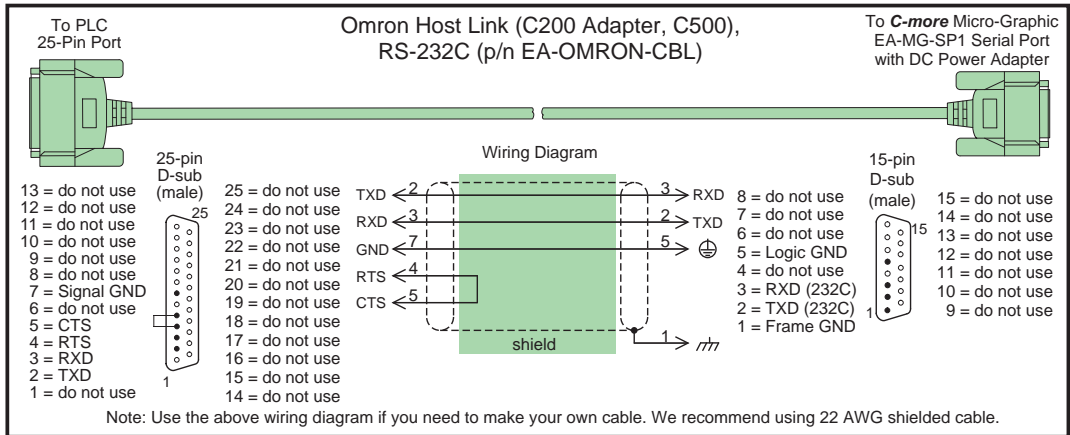 To PLC
25-Pin Port
Omron Host Link (C200 Adapter, C500),
RS-232C (p/n EA-OMRON-CBL)
To C-more Micro-Graphic
EA-MG-SP1 Serial Port
with DC Power Adapter
25-pin
D-sub
(male)
13 = do not use
12 = do not use
11 = do not use
10 = do not use
9 = do not use
8 = do not use
7 = Signal GND
6 = do not use
5 = CTS
4 = RTS
3 = RXD
2 = TXD
1 = do not use
25
1
25 = do not use
24 = do not use
23 = do not use
22 = do not use
21 = do not use
20 = do not use
19 = do not use
18 = do not use
17 = do not use
16 = do not use
15 = do not use
14 = do not use
Wiring Diagram
TXD 2 3 RXD
RXD 3 2 TXD
GND 7 5
RTS 4
CTS 5
shield
1
8 = do not use
7 = do not use
6 = do not use
5 = Logic GND
4 = do not use
3 = RXD (232C)
2 = TXD (232C)
1 = Frame GND
15-pin
D-sub
(male)
15
1
15 = do not use
14 = do not use
13 = do not use
12 = do not use
11 = do not use
10 = do not use
9 = do not use
Note: Use the above wiring diagram if you need to make your own cable. We recommend using 22 AWG shielded cable.